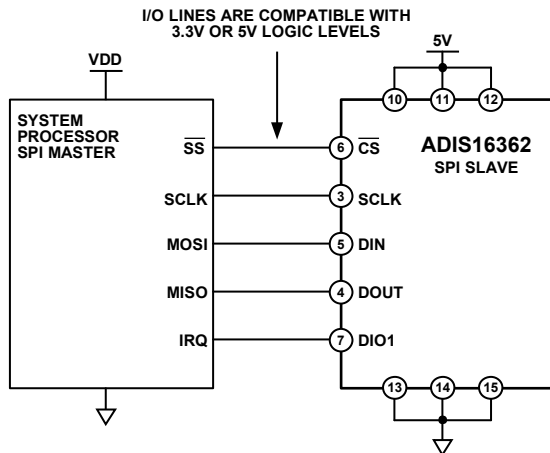 I/O LINES ARE COMPATIBLE WITH
3.3V OR 5V LOGIC LEVELS
VDD
5V
10 11 12
SYSTEM
PROCESSOR
SPI MASTER
ADIS16362
SPI SLAVE
SS 6 CS
SCLK 3 SCLK
MOSI 5 DIN
MISO 4 DOUT
IRQ 7 DIO1
13 14 15